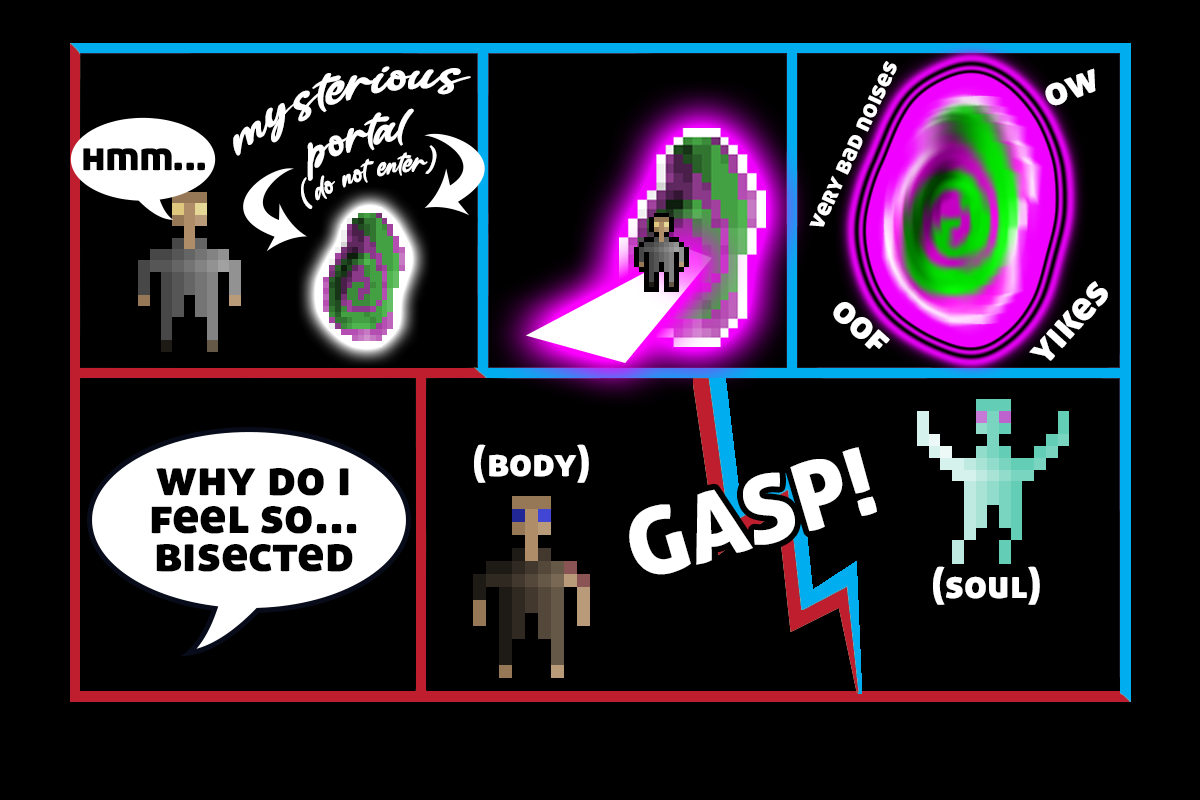 HMM...
mysterious
portal
(do not enter)
VERY BAD NOISES
OW
OOF
YIKES
WHY DO I
FEEL SO...
BISECTED
(BODY)
GASP!
(SOUL)